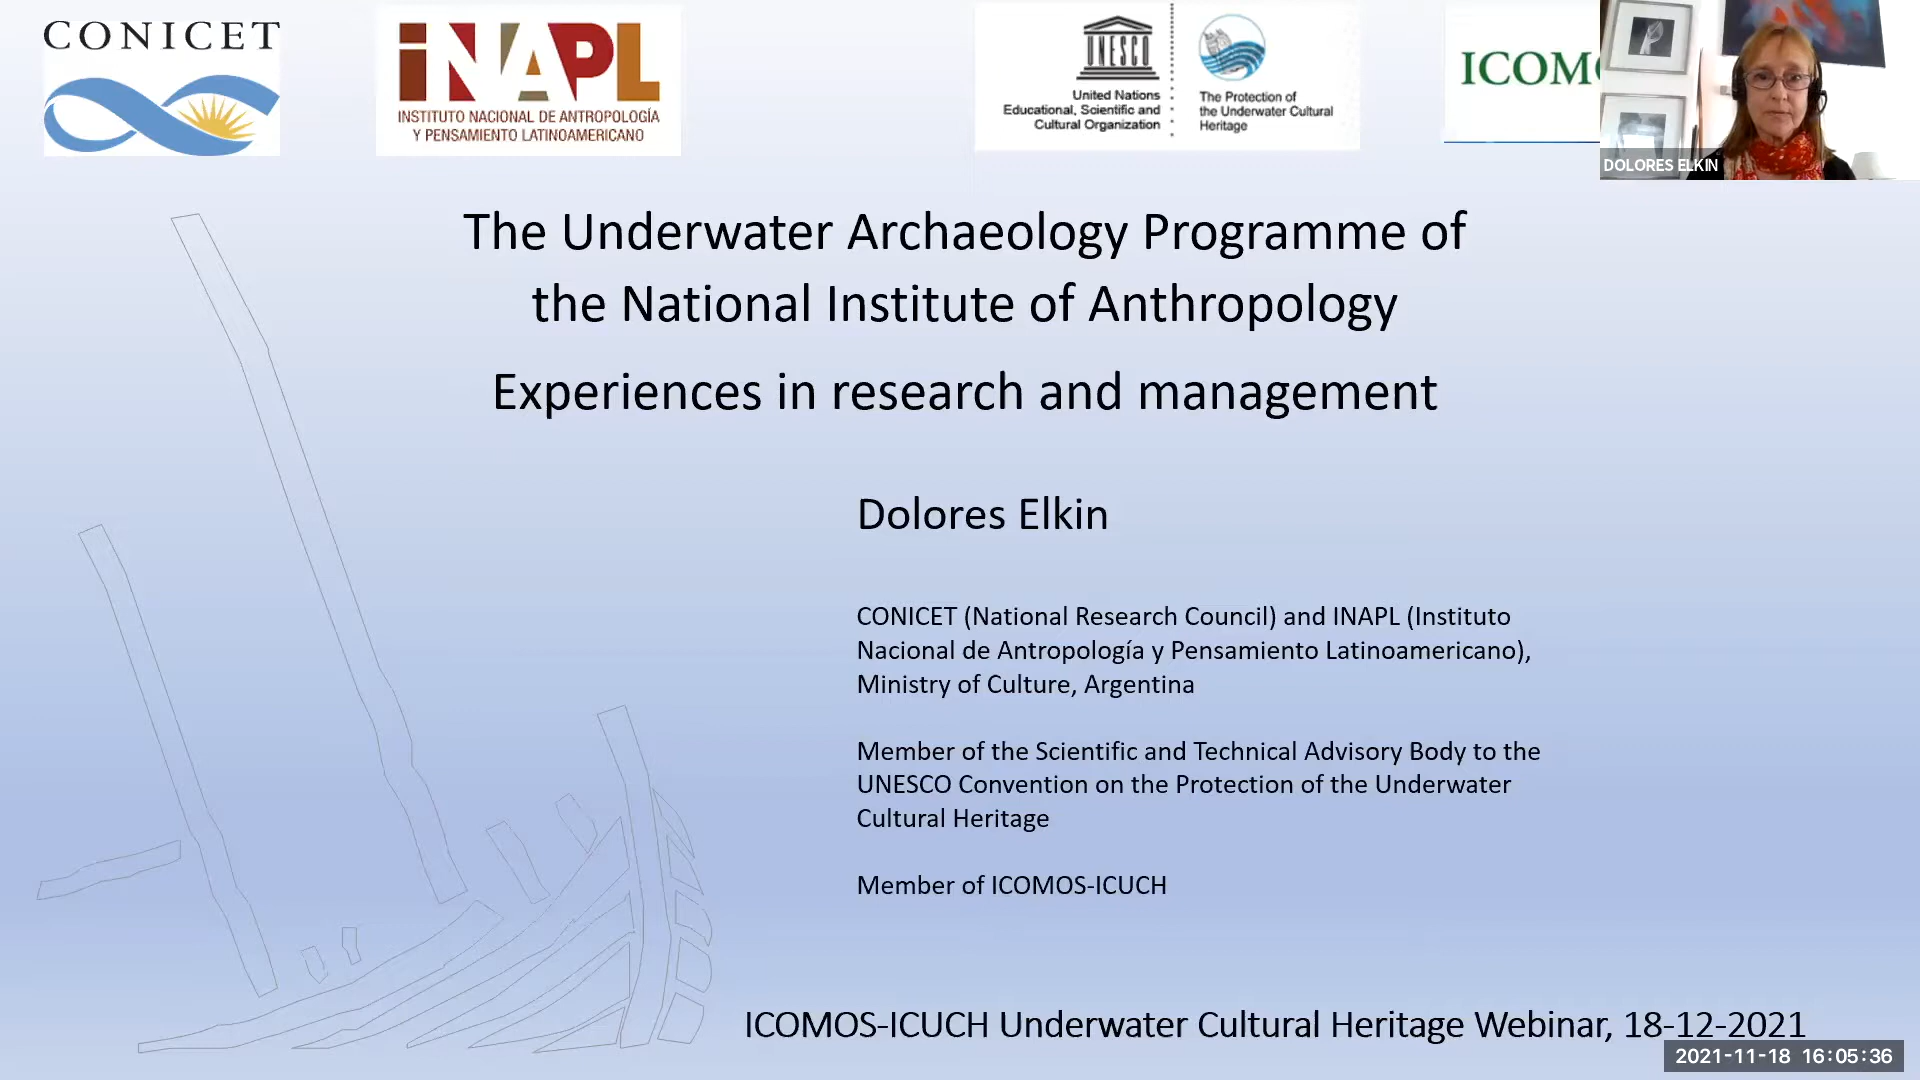 CONICET
iNAPL
INSTITUTO NACIONAL DE ANTROPOLOGÍA
Y PENSAMIENTO LATINOAMERICANO
UNESCO
United Nations
Educational, Scientific and
Cultural Organization
The Protection of
the Underwater Cultural
Heritage
ICOMO
DOLORES ELKIN
The Underwater Archaeology Programme of
the National Institute of Anthropology
Experiences in research and management
Dolores Elkin
CONICET (National Research Council) and INAPL (Instituto
Nacional de Antropología y Pensamiento Latinoamericano),
Ministry of Culture, Argentina
Member of the Scientific and Technical Advisory Body to the
UNESCO Convention on the Protection of the Underwater
Cultural Heritage
Member of ICOMOS-ICUCH
ICOMOS-ICUCH Underwater Cultural Heritage Webinar, 18-12-2021
2021-11-18 16:05:36